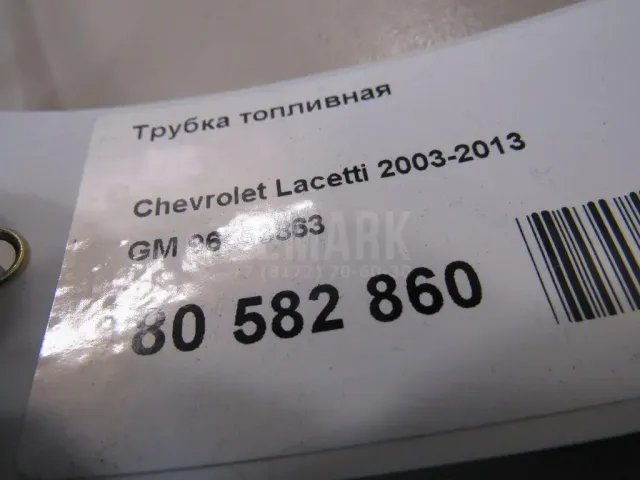 Трубка топливная
Chevrolet Lacetti 2003-2013
GM
80 582 860